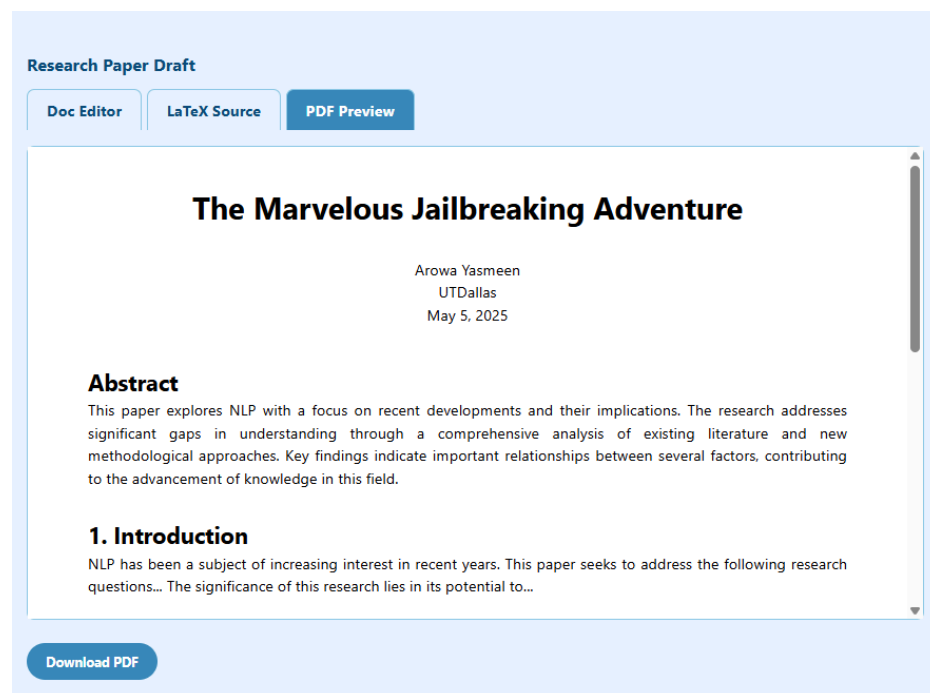 Research Paper Draft
Doc Editor
LaTeX Source
PDF Preview
The Marvelous Jailbreaking Adventure
Arowa Yasmeen
UTDallas
May 5, 2025
Abstract
This paper explores NLP with a focus on recent developments and their implications. The research addresses
significant gaps in understanding through a comprehensive analysis of existing literature and new
methodological approaches. Key findings indicate important relationships between several factors, contributing
to the advancement of knowledge in this field.
1. Introduction
NLP has been a subject of increasing interest in recent years. This paper seeks to address the following research
questions... The significance of this research lies in its potential to...
Download PDF